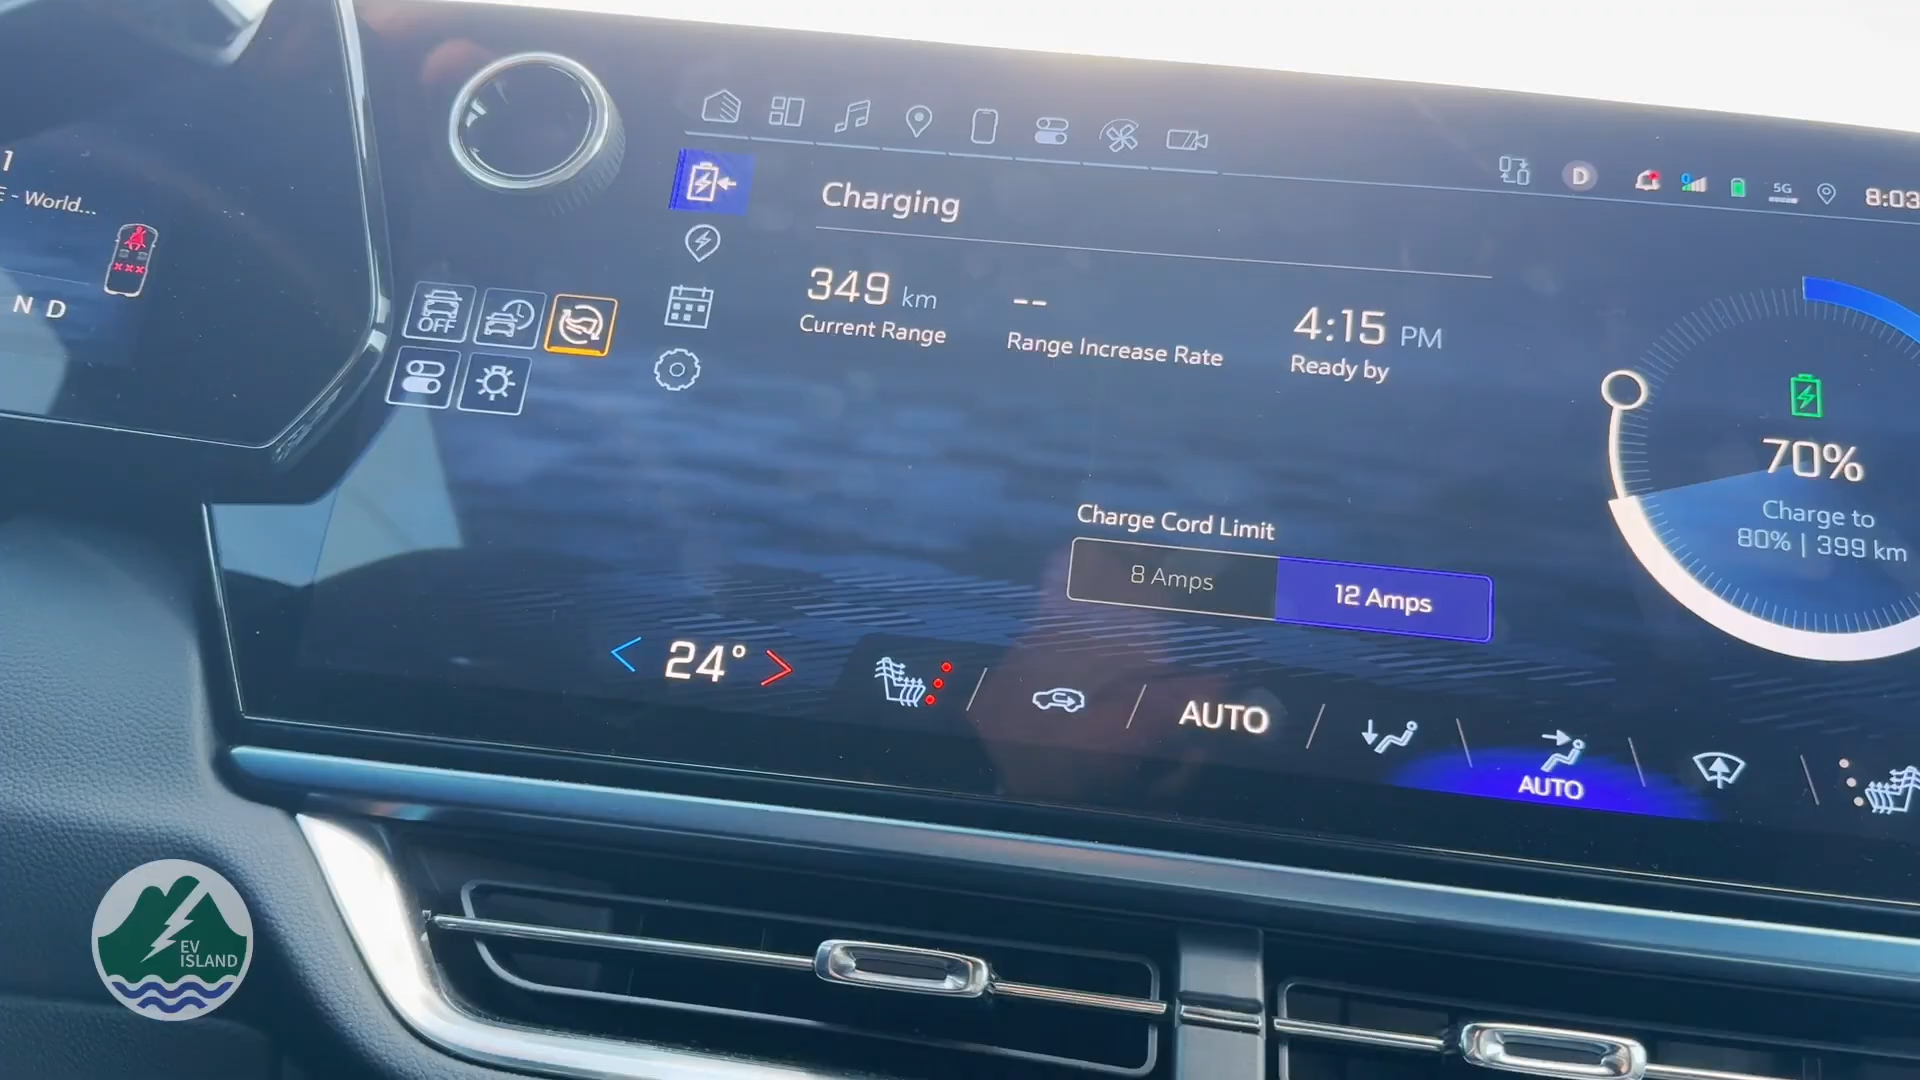 1
E - World...
N D
OFF
D
5G
8:03
Charging
349 km
Current Range
--
Range Increase Rate
4:15 PM
Ready by
70%
Charge to
80% | 399 km
Charge Cord Limit
8 Amps
12 Amps
24°
AUTO
AUTO
EV
ISLAND